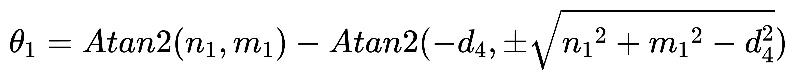 θ₁ = Atan2(n₁, m₁) − Atan2(−d₄, ±√(n₁² + m₁² − d₄²))